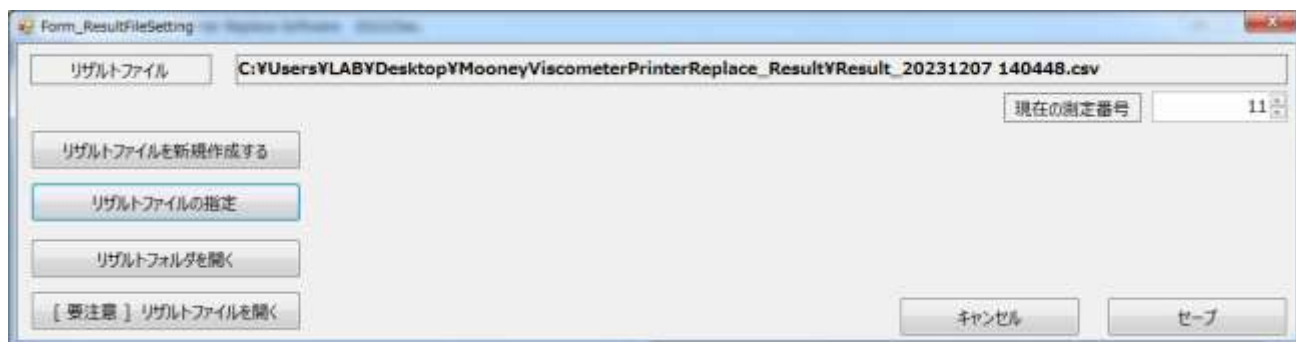 Form_ResultFileSetting
リザルトファイル C:¥Users¥LAB¥Desktop¥MooneyViscometerPrinterReplace_Result¥Result_20231207 140448.csv
現在の測定番号 11
リザルトファイルを新規作成する
リザルトファイルの指定
リザルトフォルダを開く
[ 要注意 ] リザルトファイルを開く
キャンセル セーブ